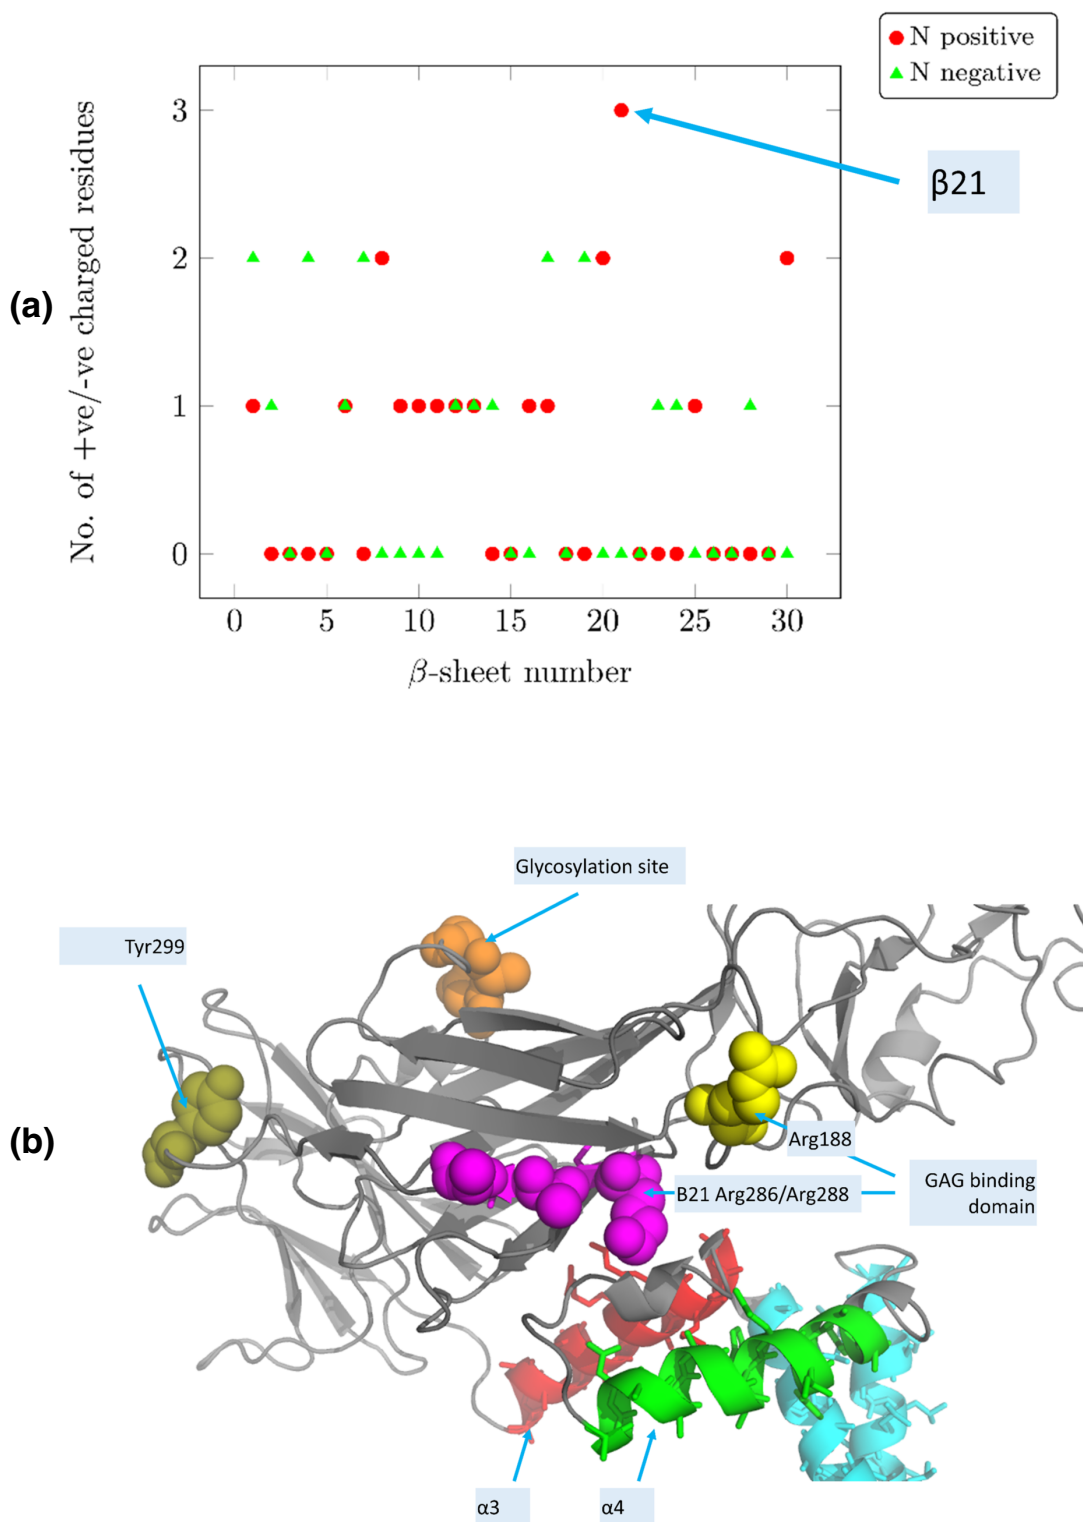 (a)
No. of +ve/-ve charged residues
3
2
1
0
0 5 10 15 20 25 30
β-sheet number
N positive
N negative
β21
(b)
Glycosylation site
Tyr299
Arg188
B21 Arg286/Arg288
GAG binding
domain
α3
α4